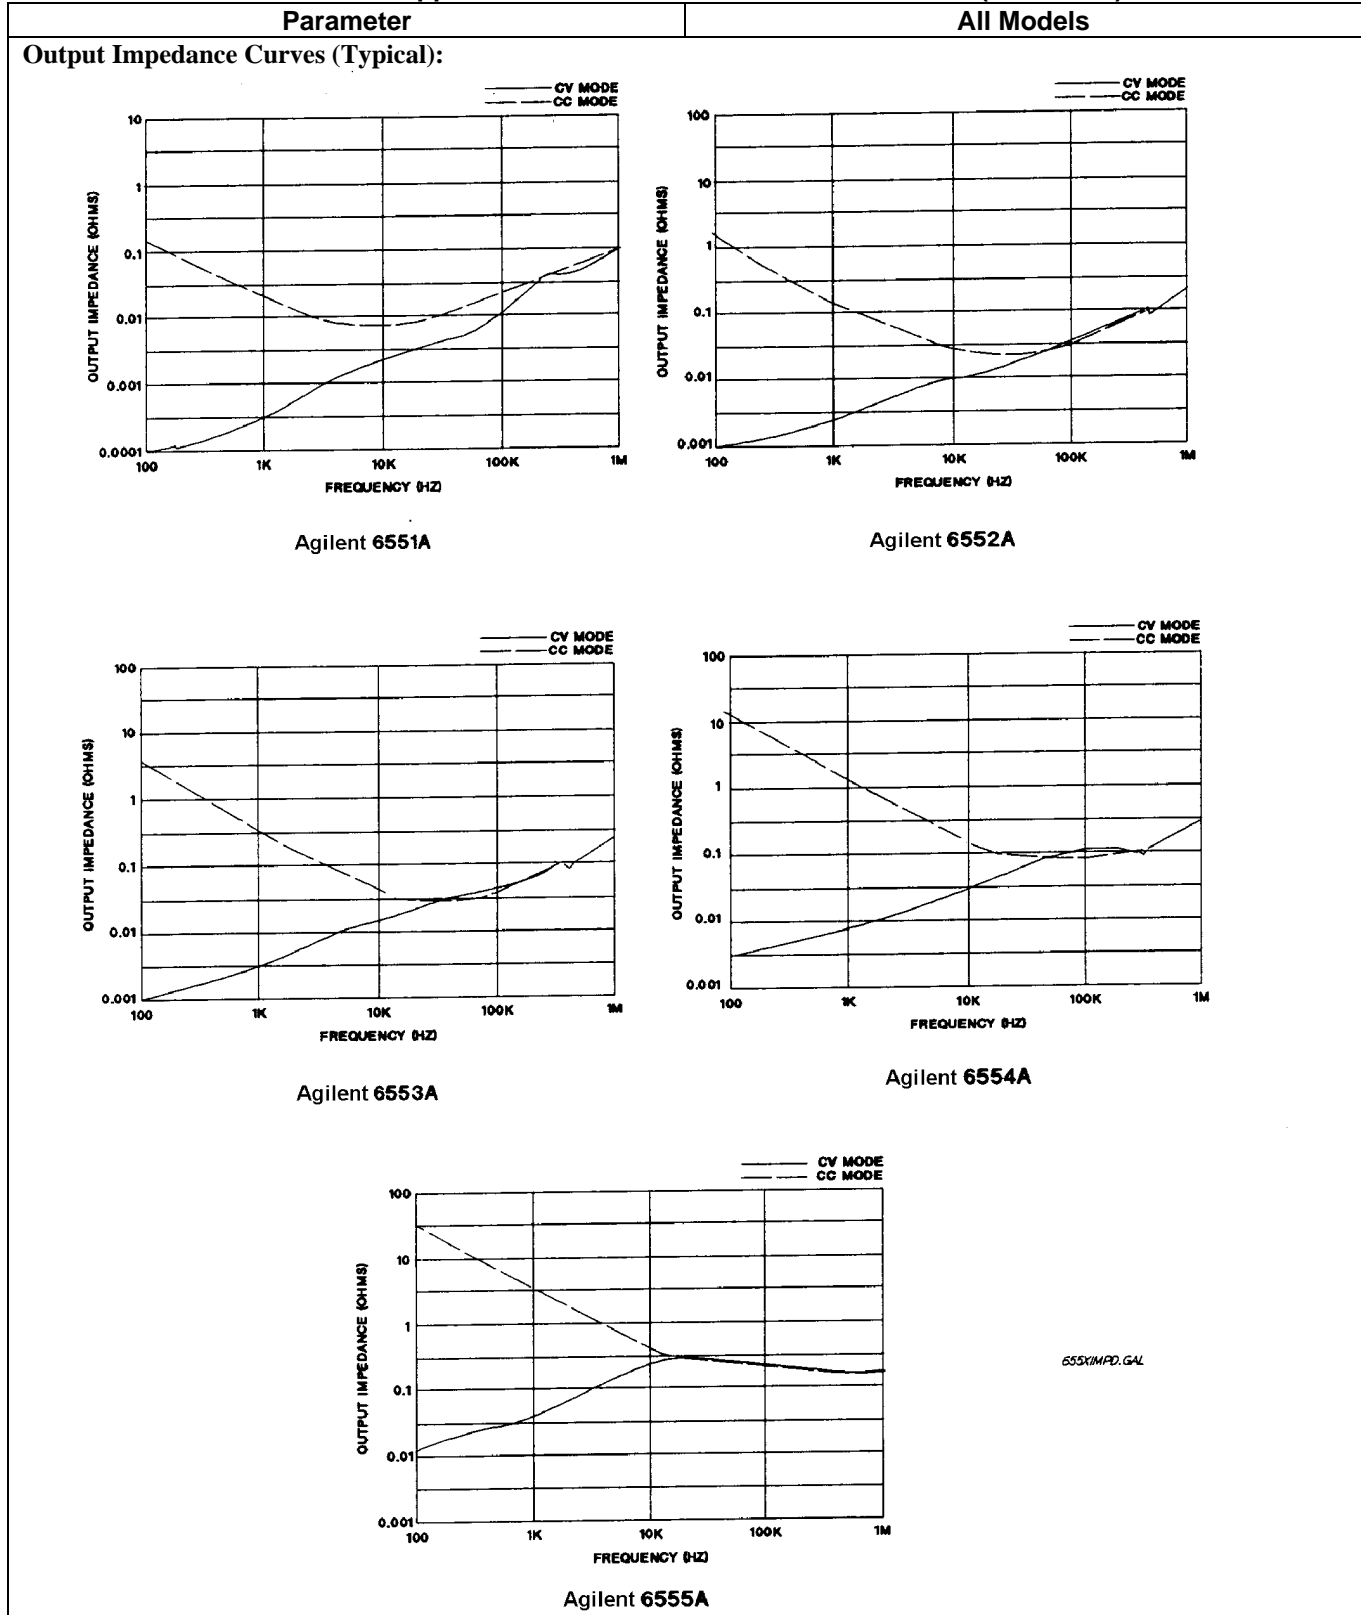 Parameter All Models
Output Impedance Curves (Typical):
CV MODE
CC MODE
10
1
0.1
0.01
0.001
0.0001
OUTPUT IMPEDANCE (OHMS)
100 1K 10K 100K 1M
FREQUENCY (HZ)
Agilent 6551A
CV MODE
CC MODE
100
10
1
0.1
0.01
0.001
OUTPUT IMPEDANCE (OHMS)
100 1K 10K 100K 1M
FREQUENCY (HZ)
Agilent 6552A
CV MODE
CC MODE
100
10
1
0.1
0.01
0.001
OUTPUT IMPEDANCE (OHMS)
100 1K 10K 100K 1M
FREQUENCY (HZ)
Agilent 6553A
CV MODE
CC MODE
100
10
1
0.1
0.01
0.001
OUTPUT IMPEDANCE (OHMS)
100 1K 10K 100K 1M
FREQUENCY (HZ)
Agilent 6554A
CV MODE
CC MODE
100
10
1
0.1
0.01
0.001
OUTPUT IMPEDANCE (OHMS)
100 1K 10K 100K 1M
FREQUENCY (HZ)
655XIMPD.GAL
Agilent 6555A